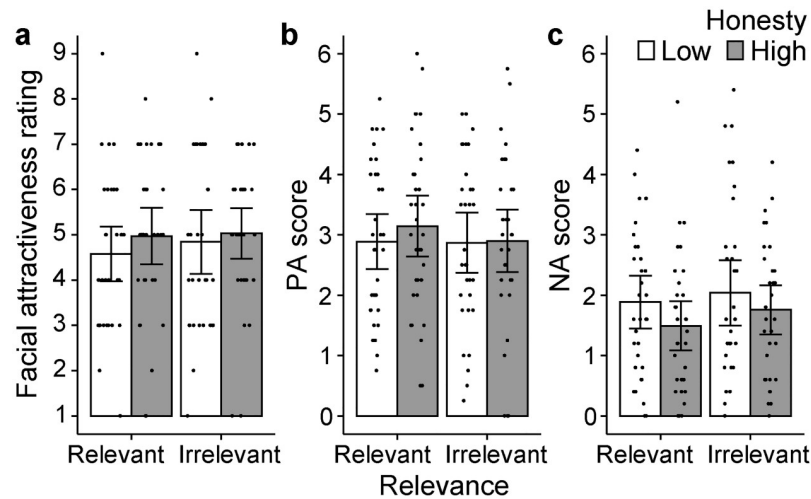 Honesty
Low High
a
Facial attractiveness rating
9
8
7
6
5
4
3
2
1
Relevant Irrelevant
b
PA score
6
5
4
3
2
1
0
Relevant Irrelevant
Relevance
c
NA score
6
5
4
3
2
1
0
Relevant Irrelevant